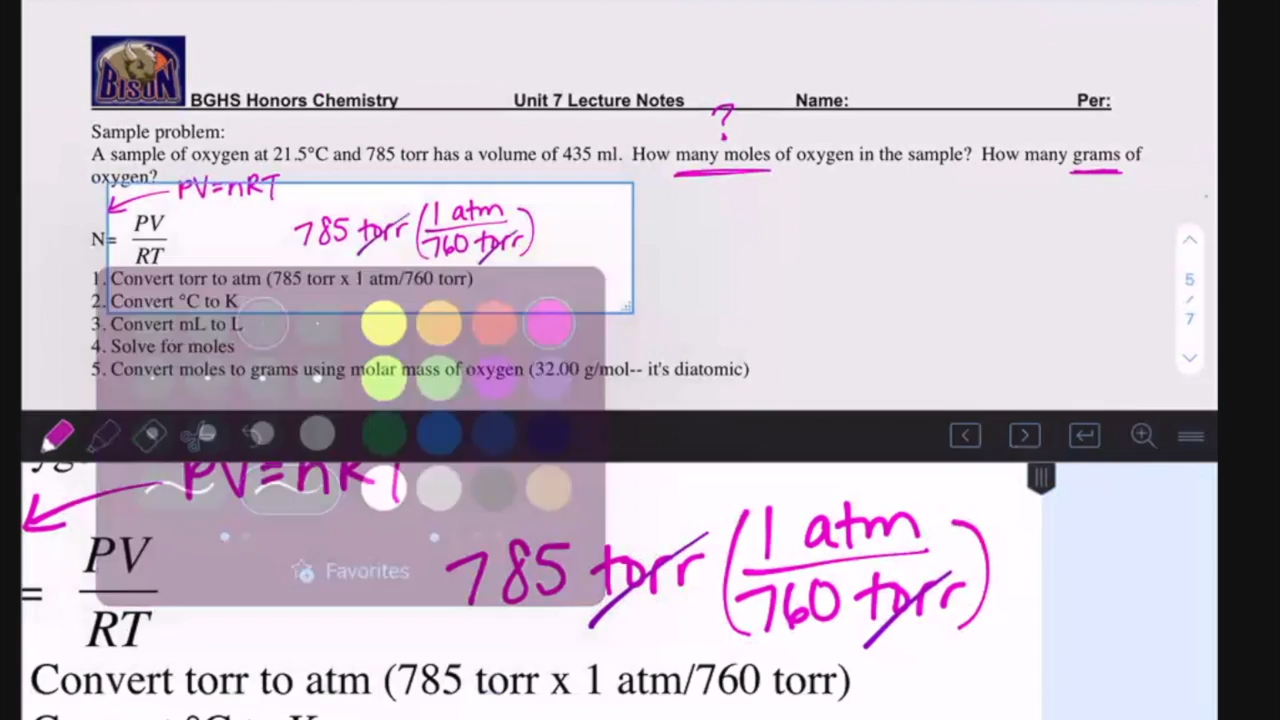 BISON
BGHS Honors Chemistry Unit 7 Lecture Notes Name: Per:
?
Sample problem:
A sample of oxygen at 21.5°C and 785 torr has a volume of 435 ml. How many moles of oxygen in the sample? How many grams of
oxygen?
PV=nRT
N= PV
RT
785 torr (1 atm
760 torr)
1. Convert torr to atm (785 torr x 1 atm/760 torr)
2. Convert °C to K
3. Convert mL to L
4. Solve for moles
5. Convert moles to grams using molar mass of oxygen (32.00 g/mol-- it's diatomic)
5
/
7
PV=nRT
= PV
RT
785 torr (1 atm
760 torr)
Favorites
Convert torr to atm (785 torr x 1 atm/760 torr)